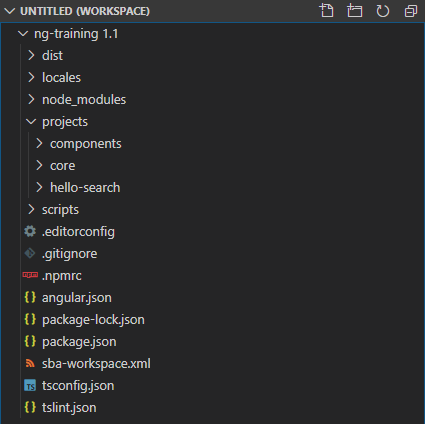 UNTITLED (WORKSPACE)
ng-training 1.1
dist
locales
node_modules
projects
components
core
hello-search
scripts
.editorconfig
.gitignore
.npmrc
{} angular.json
{} package-lock.json
{} package.json
sba-workspace.xml
TS tsconfig.json
{} tslint.json